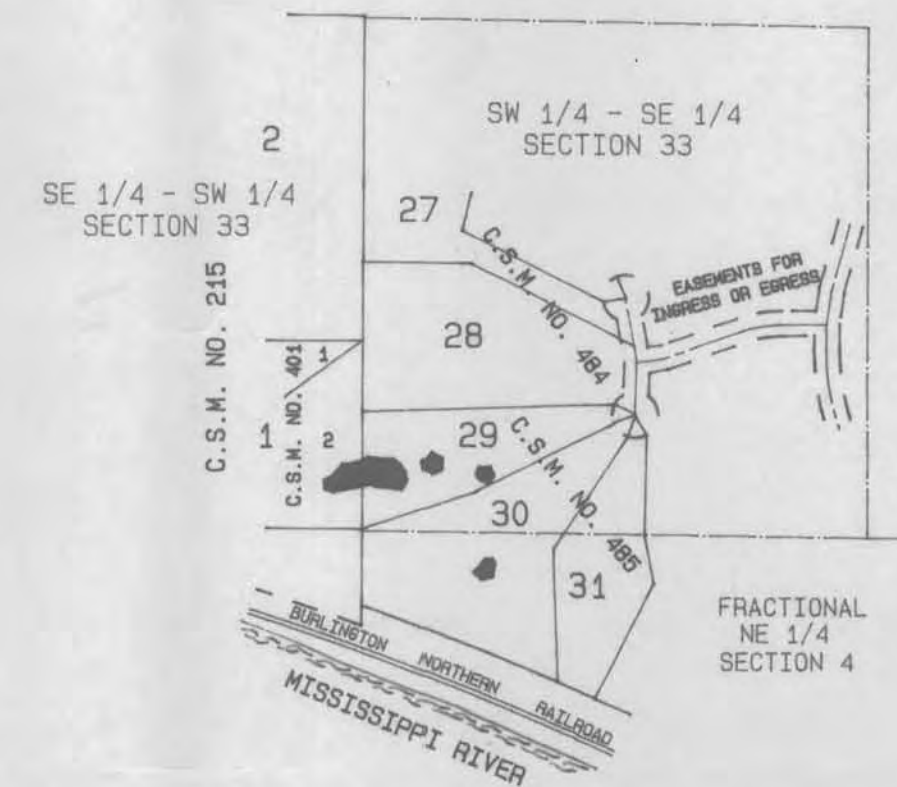 SW 1/4 - SE 1/4
SECTION 33
2
SE 1/4 - SW 1/4
SECTION 33
27
C.S.M. NO. 484
EASEMENTS FOR
INGRESS OR EGRESS
C.S.M. NO. 215
28
C.S.M. NO. 401
1
1
2
29
C.S.M. NO. 485
30
31
FRACTIONAL
NE 1/4
SECTION 4
BURLINGTON NORTHERN RAILROAD
MISSISSIPPI RIVER